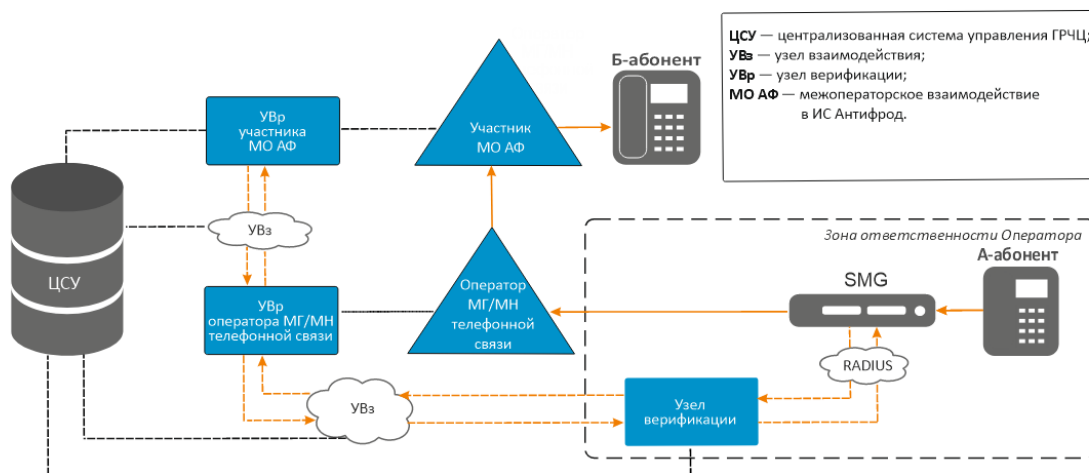 ЦСУ — централизованная система управления ГРЧЦ;
УВз — узел взаимодействия;
УВр — узел верификации;
МО АФ — межоператорское взаимодействие
в ИС Антифрод.
Б-абонент
УВр
участника
МО АФ
Участник
МО АФ
УВз
ЦСУ
Зона ответственности Оператора
А-абонент
SMG
УВр
оператора МГ/МН
телефонной связи
Оператор
МГ/МН
телефонной
связи
RADIUS
УВз
Узел
верификации